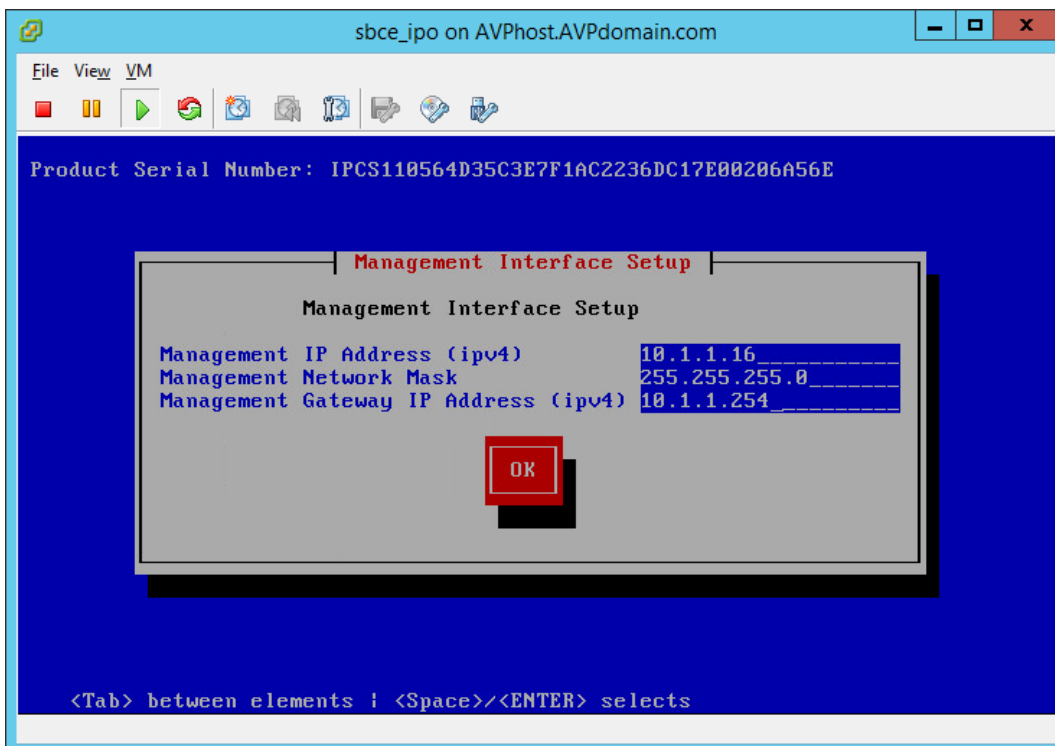 sbce_ipo on AVPhost.AVPdomain.com
File View VM
Product Serial Number: IPCS110564D35C3E7F1AC2236DC17E00206A56E
Management Interface Setup
Management Interface Setup
Management IP Address (ipv4) 10.1.1.16___________
Management Network Mask 255.255.255.0_______
Management Gateway IP Address (ipv4) 10.1.1.254__________
OK
<Tab> between elements | <Space>/<ENTER> selects